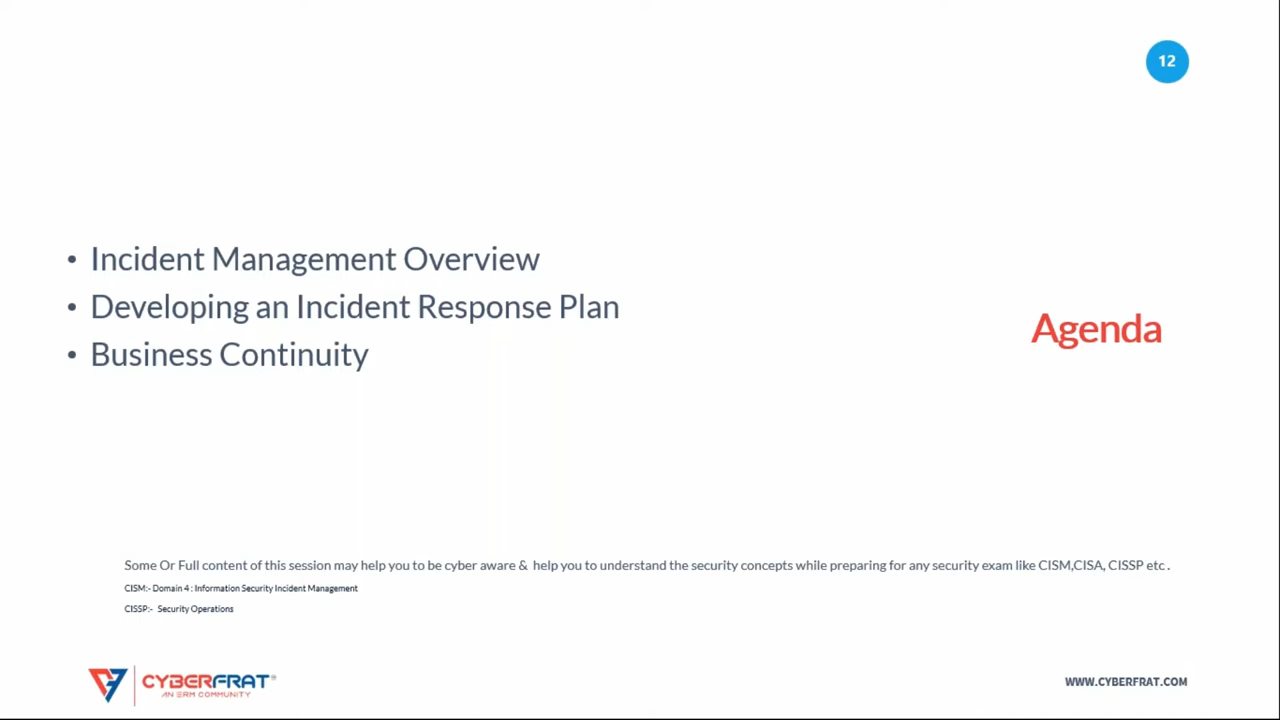 12
• Incident Management Overview
• Developing an Incident Response Plan
• Business Continuity
Agenda
Some Or Full content of this session may help you to be cyber aware & help you to understand the security concepts while preparing for any security exam like CISM,CISA, CISSP etc .
CISM:- Domain 4 : Information Security Incident Management
CISSP:- Security Operations
CYBERFRAT®
AN ERM COMMUNITY
WWW.CYBERFRAT.COM